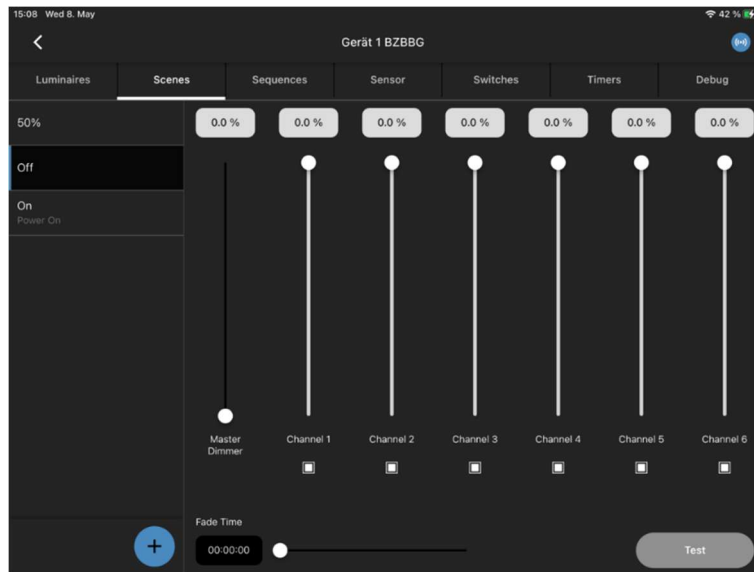 15:08 Wed 8. May
42 %
Gerät 1 BZBBG
Luminaires Scenes Sequences Sensor Switches Timers Debug
50%
Off
On
Power On
0.0 % 0.0 % 0.0 % 0.0 % 0.0 % 0.0 % 0.0 %
Master
Dimmer
Channel 1 Channel 2 Channel 3 Channel 4 Channel 5 Channel 6
Fade Time
00:00:00
Test